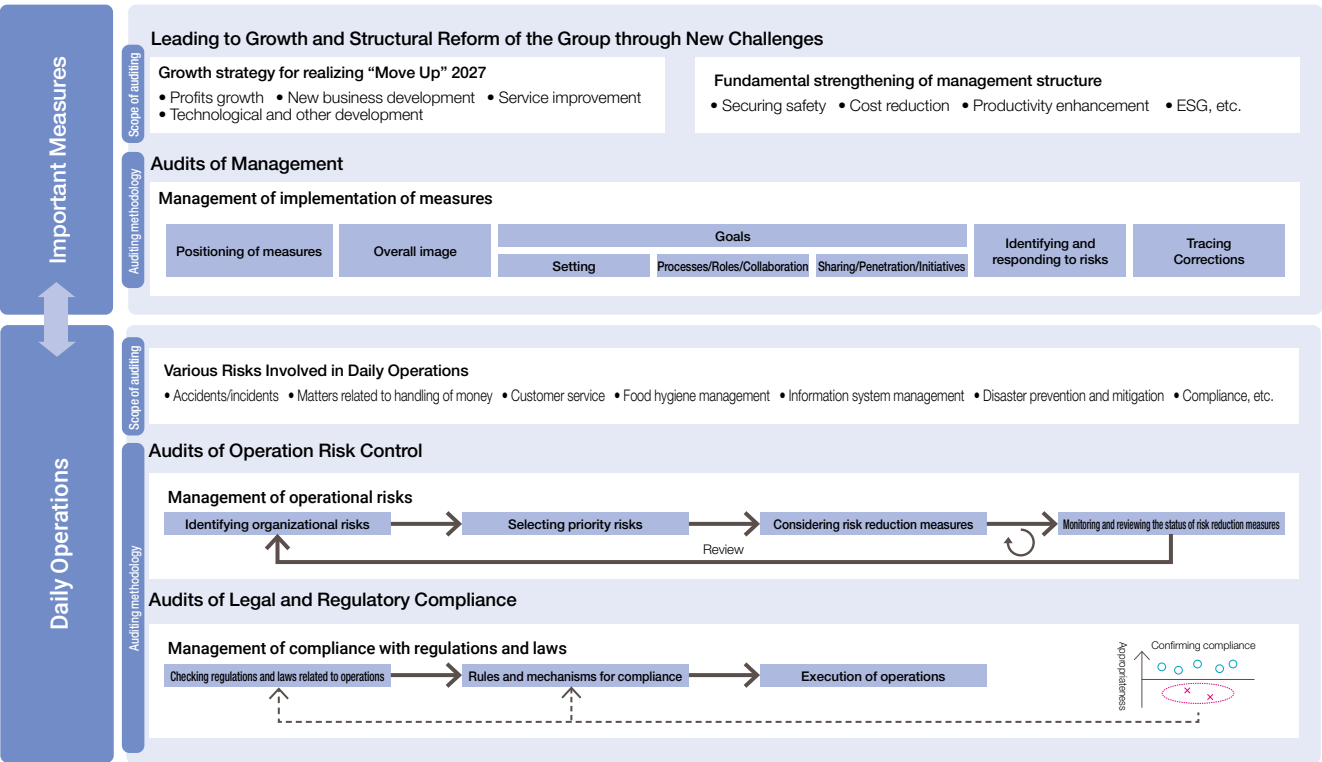 Important Measures
Scope of auditing
Leading to Growth and Structural Reform of the Group through New Challenges
Growth strategy for realizing “Move Up” 2027
• Profits growth • New business development • Service improvement
• Technological and other development
Fundamental strengthening of management structure
• Securing safety • Cost reduction • Productivity enhancement • ESG, etc.
Auditing methodology
Audits of Management
Management of implementation of measures
Positioning of measures
Overall image
Goals
Setting
Processes/Roles/Collaboration
Sharing/Penetration/Initiatives
Identifying and
responding to risks
Tracing
Corrections
Daily Operations
Scope of auditing
Various Risks Involved in Daily Operations
• Accidents/incidents • Matters related to handling of money • Customer service • Food hygiene management • Information system management • Disaster prevention and mitigation • Compliance, etc.
Auditing methodology
Audits of Operation Risk Control
Management of operational risks
Identifying organizational risks
Selecting priority risks
Considering risk reduction measures
Monitoring and reviewing the status of risk reduction measures
Review
Audits of Legal and Regulatory Compliance
Management of compliance with regulations and laws
Checking regulations and laws related to operations
Rules and mechanisms for compliance
Execution of operations
Appropriateness
Confirming compliance